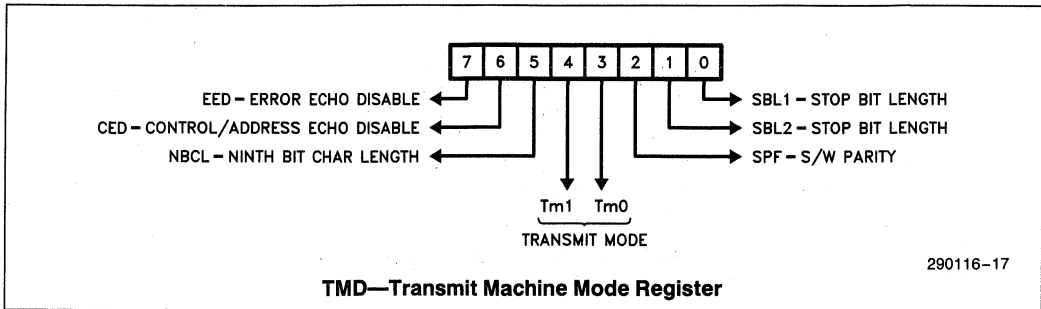 7 6 5 4 3 2 1 0
EED – ERROR ECHO DISABLE
CED – CONTROL/ADDRESS ECHO DISABLE
NBCL – NINTH BIT CHAR LENGTH
SBL1 – STOP BIT LENGTH
SBL2 – STOP BIT LENGTH
SPF – S/W PARITY
Tm1 Tm0
TRANSMIT MODE
290116–17
TMD—Transmit Machine Mode Register